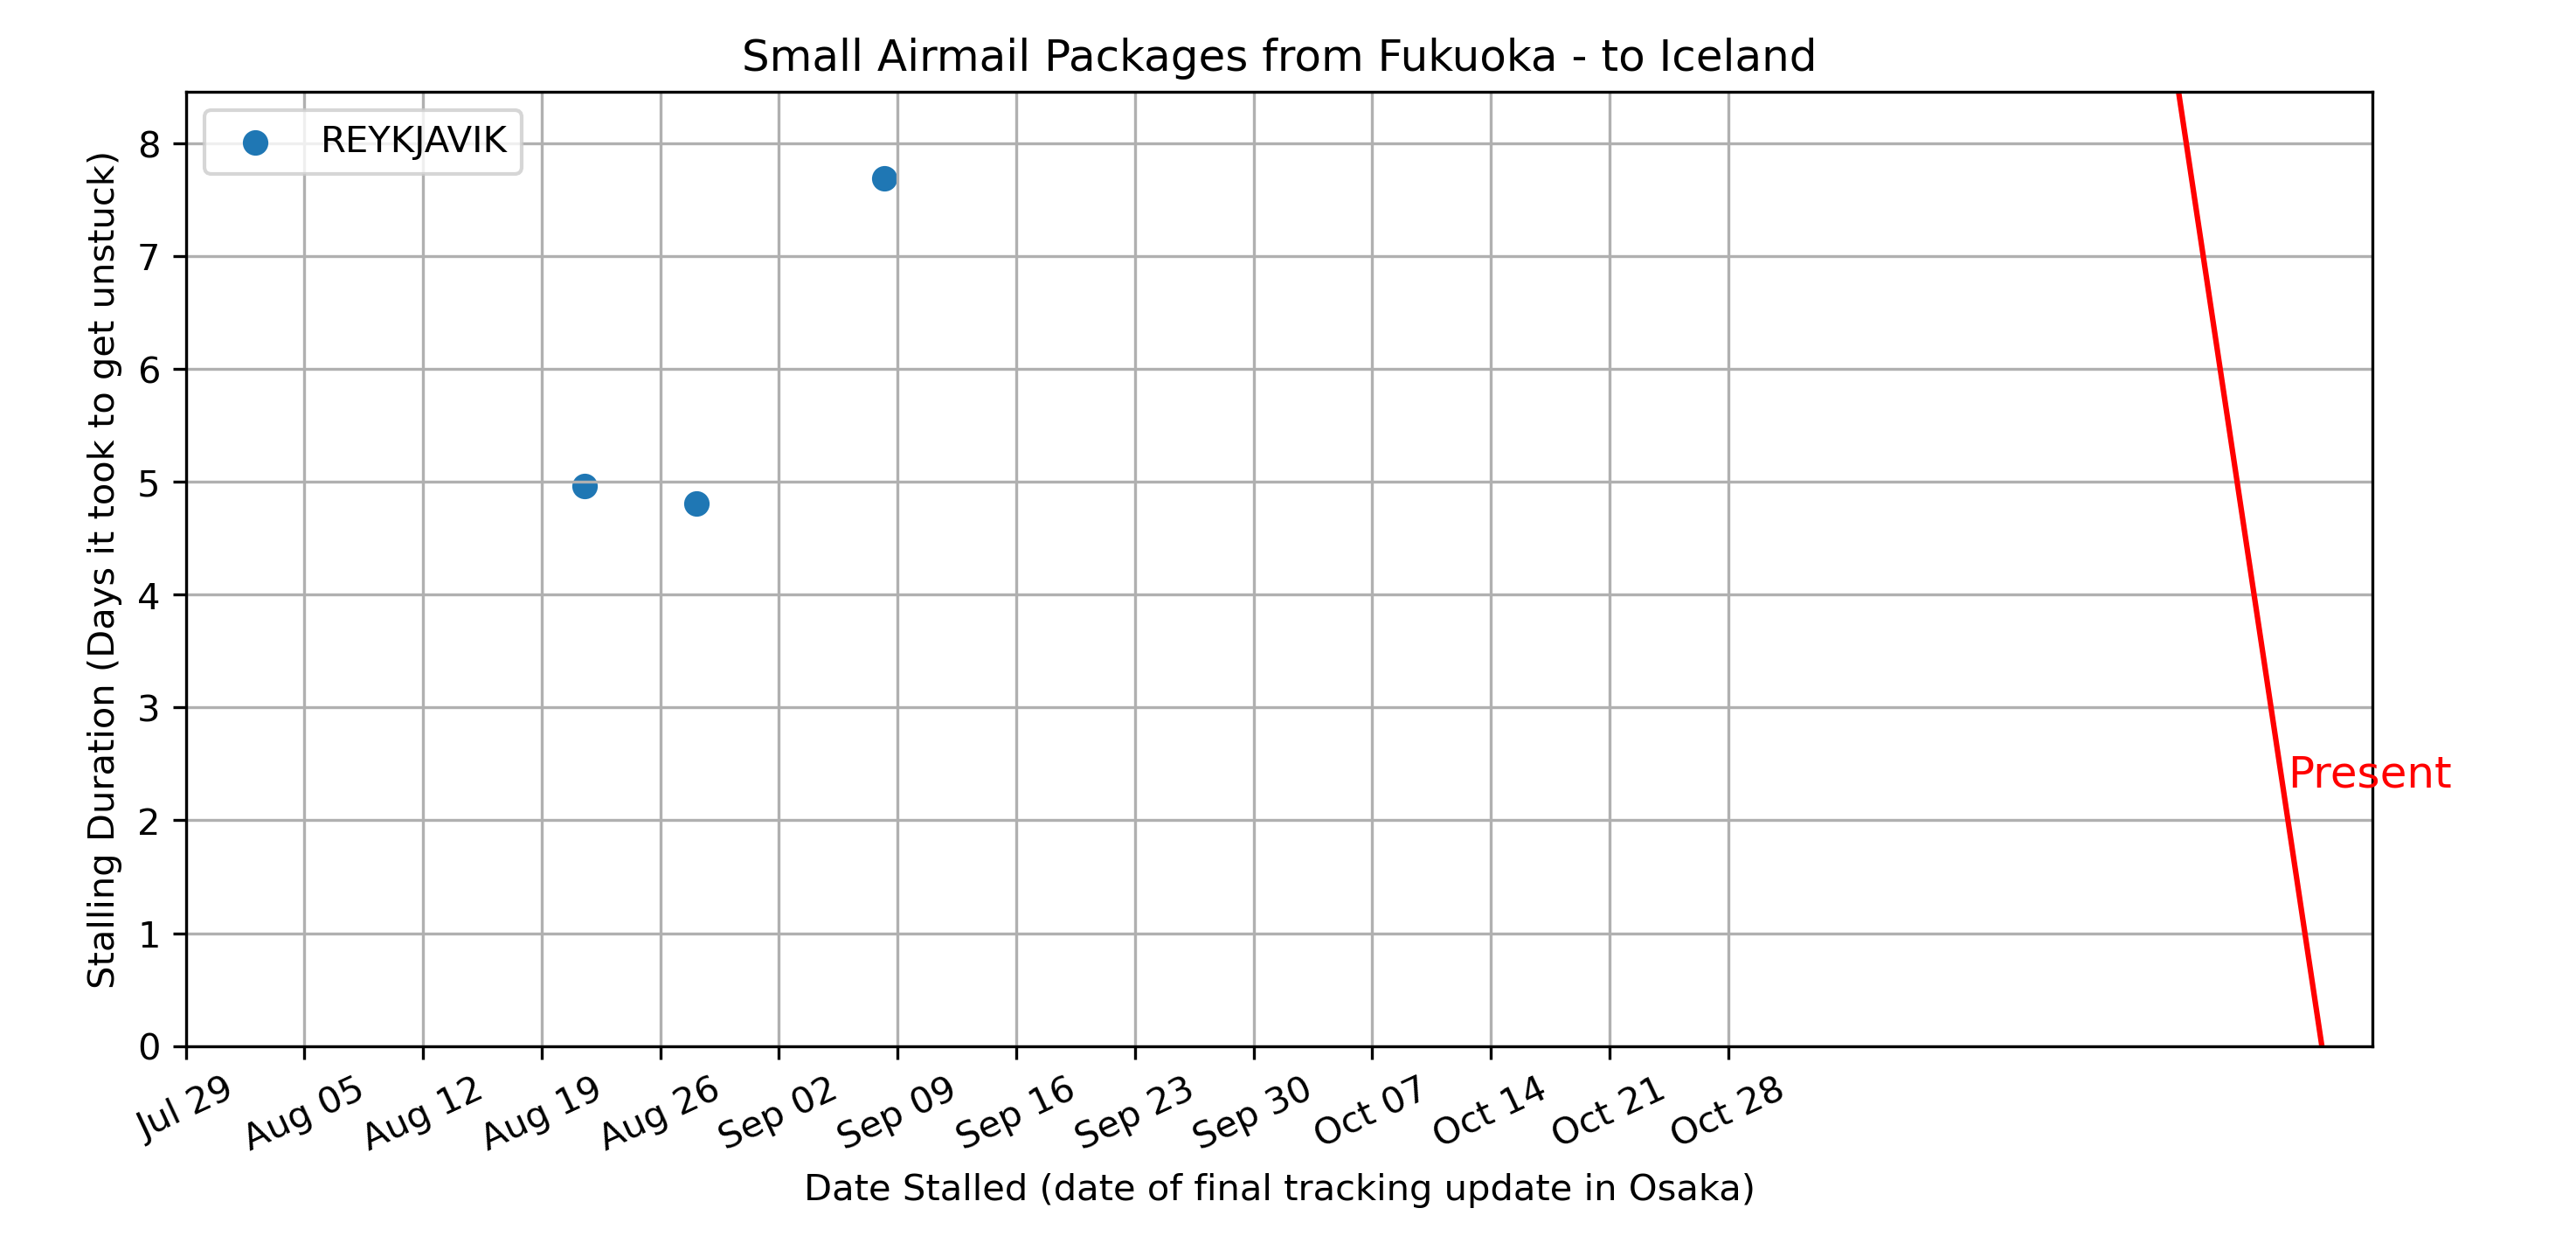 Small Airmail Packages from Fukuoka - to Iceland
REYKJAVIK
Stalling Duration (Days it took to get unstuck)
8
7
6
5
4
3
2
1
0
Present
Jul 29
Aug 05
Aug 12
Aug 19
Aug 26
Sep 02
Sep 09
Sep 16
Sep 23
Sep 30
Oct 07
Oct 14
Oct 21
Oct 28
Date Stalled (date of final tracking update in Osaka)